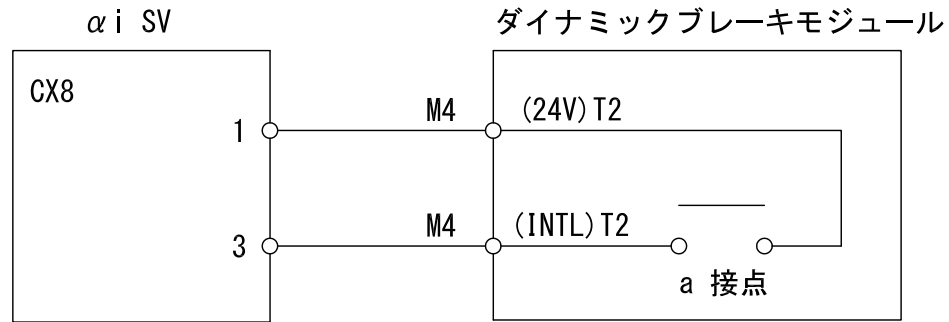 αi SV
ダイナミックブレーキモジュール
CX8
1
M4
(24V)T2
3
M4
(INTL)T2
a 接点